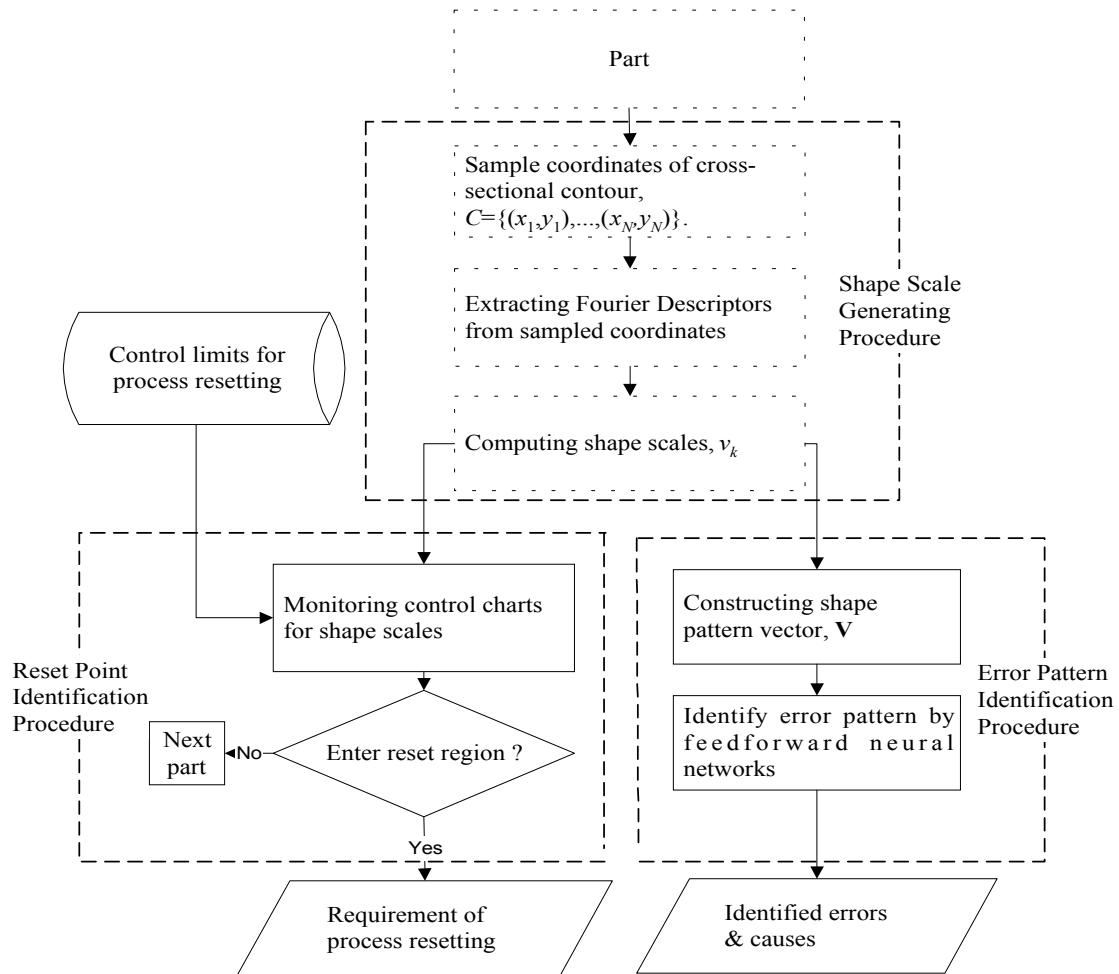 Part
Sample coordinates of cross-
sectional contour,
C={(x₁,y₁),...,(x_N,y_N)}.
Extracting Fourier Descriptors
from sampled coordinates
Shape Scale
Generating
Procedure
Control limits for
process resetting
Computing shape scales, v_k
Monitoring control charts
for shape scales
Reset Point
Identification
Procedure
Next
part
No
Enter reset region ?
Yes
Requirement of
process resetting
Constructing shape
pattern vector, V
Error Pattern
Identification
Procedure
Identify error pattern by
feedforward neural
networks
Identified errors
& causes